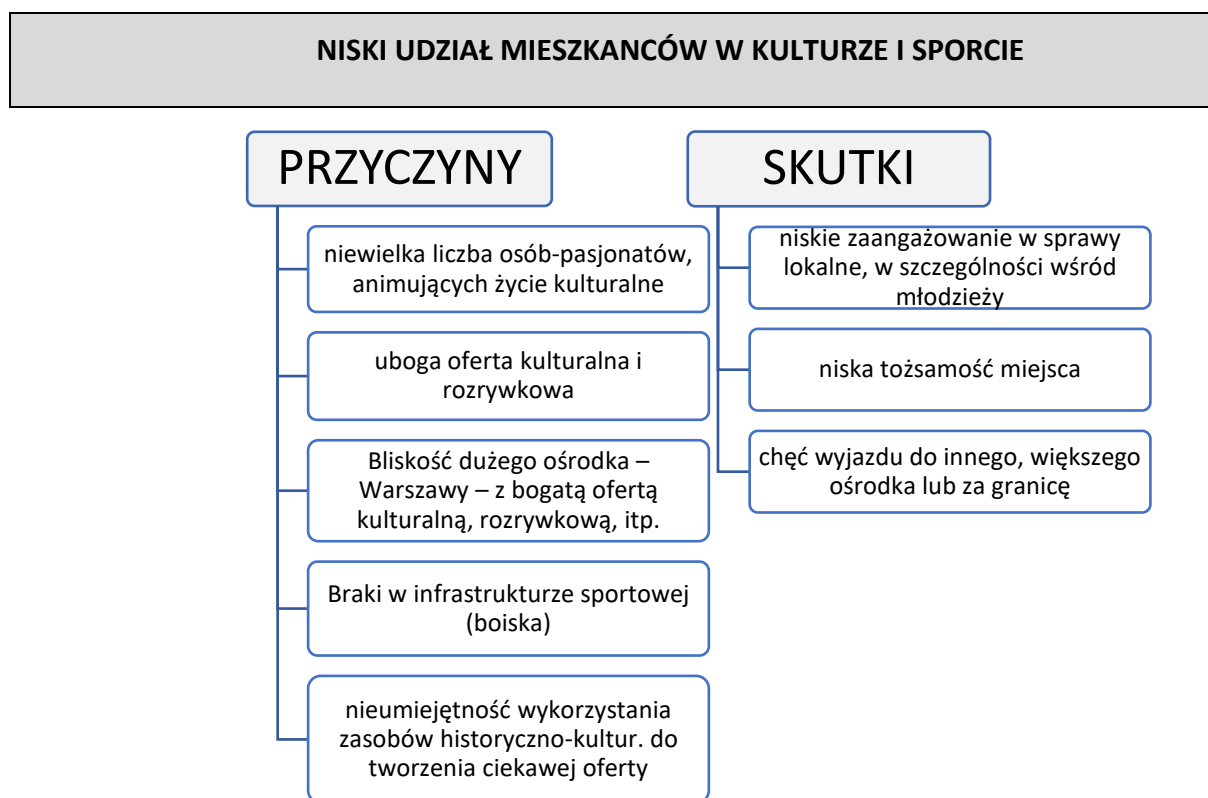 NISKI UDZIAŁ MIESZKAŃCÓW W KULTURZE I SPORCIE
PRZYCZYNY
niewielka liczba osób-pasjonatów,
animujących życie kulturalne
uboga oferta kulturalna i
rozrywkowa
Bliskość dużego ośrodka –
Warszawy – z bogatą ofertą
kulturalną, rozrywkową, itp.
Braki w infrastrukturze sportowej
(boiska)
nieumiejętność wykorzystania
zasobów historyczno-kultur. do
tworzenia ciekawej oferty
SKUTKI
niskie zaangażowanie w sprawy
lokalne, w szczególności wśród
młodzieży
niska tożsamość miejsca
chęć wyjazdu do innego, większego
ośrodka lub za granicę